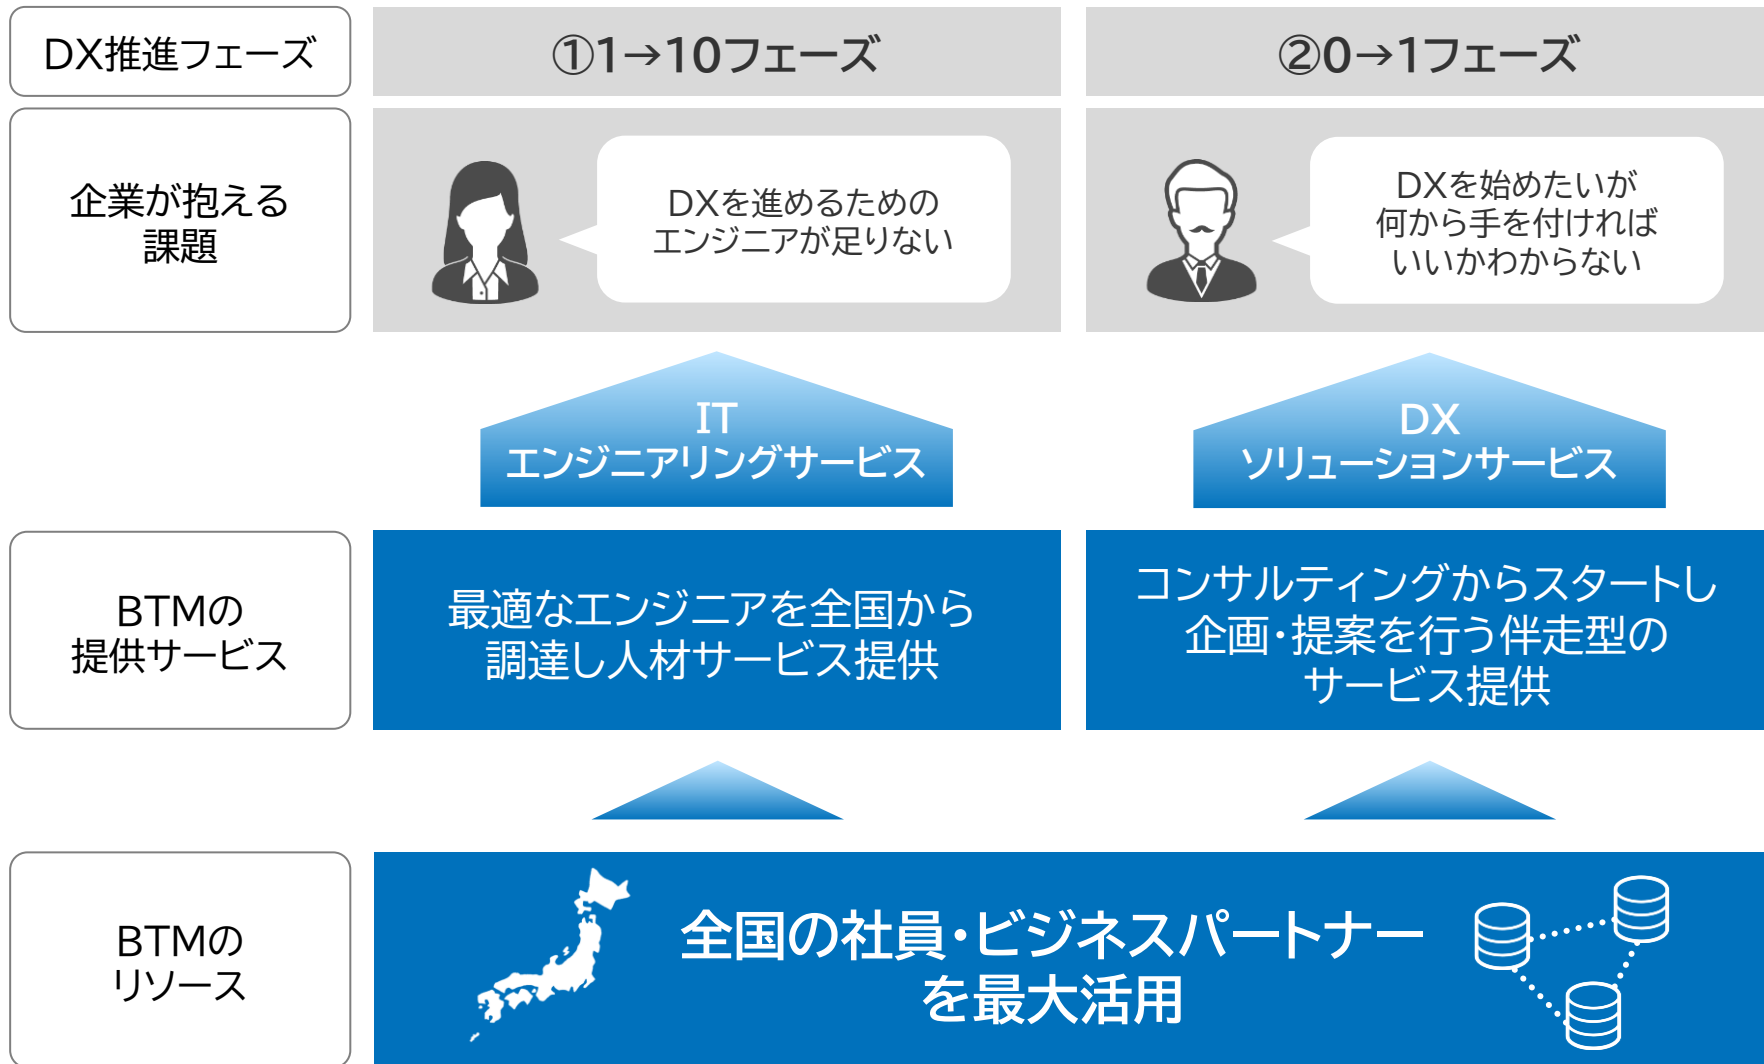 DX推進フェーズ
①1→10フェーズ
②0→1フェーズ
企業が抱える
課題
DXを進めるための
エンジニアが足りない
DXを始めたいが
何から手を付ければ
いいかわからない
IT
エンジニアリングサービス
DX
ソリューションサービス
BTMの
提供サービス
最適なエンジニアを全国から
調達し人材サービス提供
コンサルティングからスタートし
企画・提案を行う伴走型の
サービス提供
BTMの
リソース
全国の社員・ビジネスパートナー
を最大活用